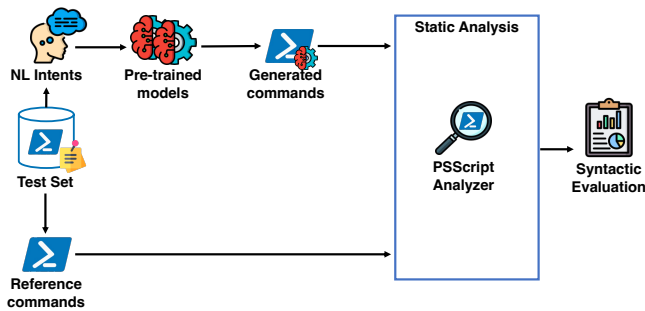 Static Analysis
NL Intents
Pre-trained
models
Generated
commands
PSScript
Analyzer
Syntactic
Evaluation
Test Set
Reference
commands